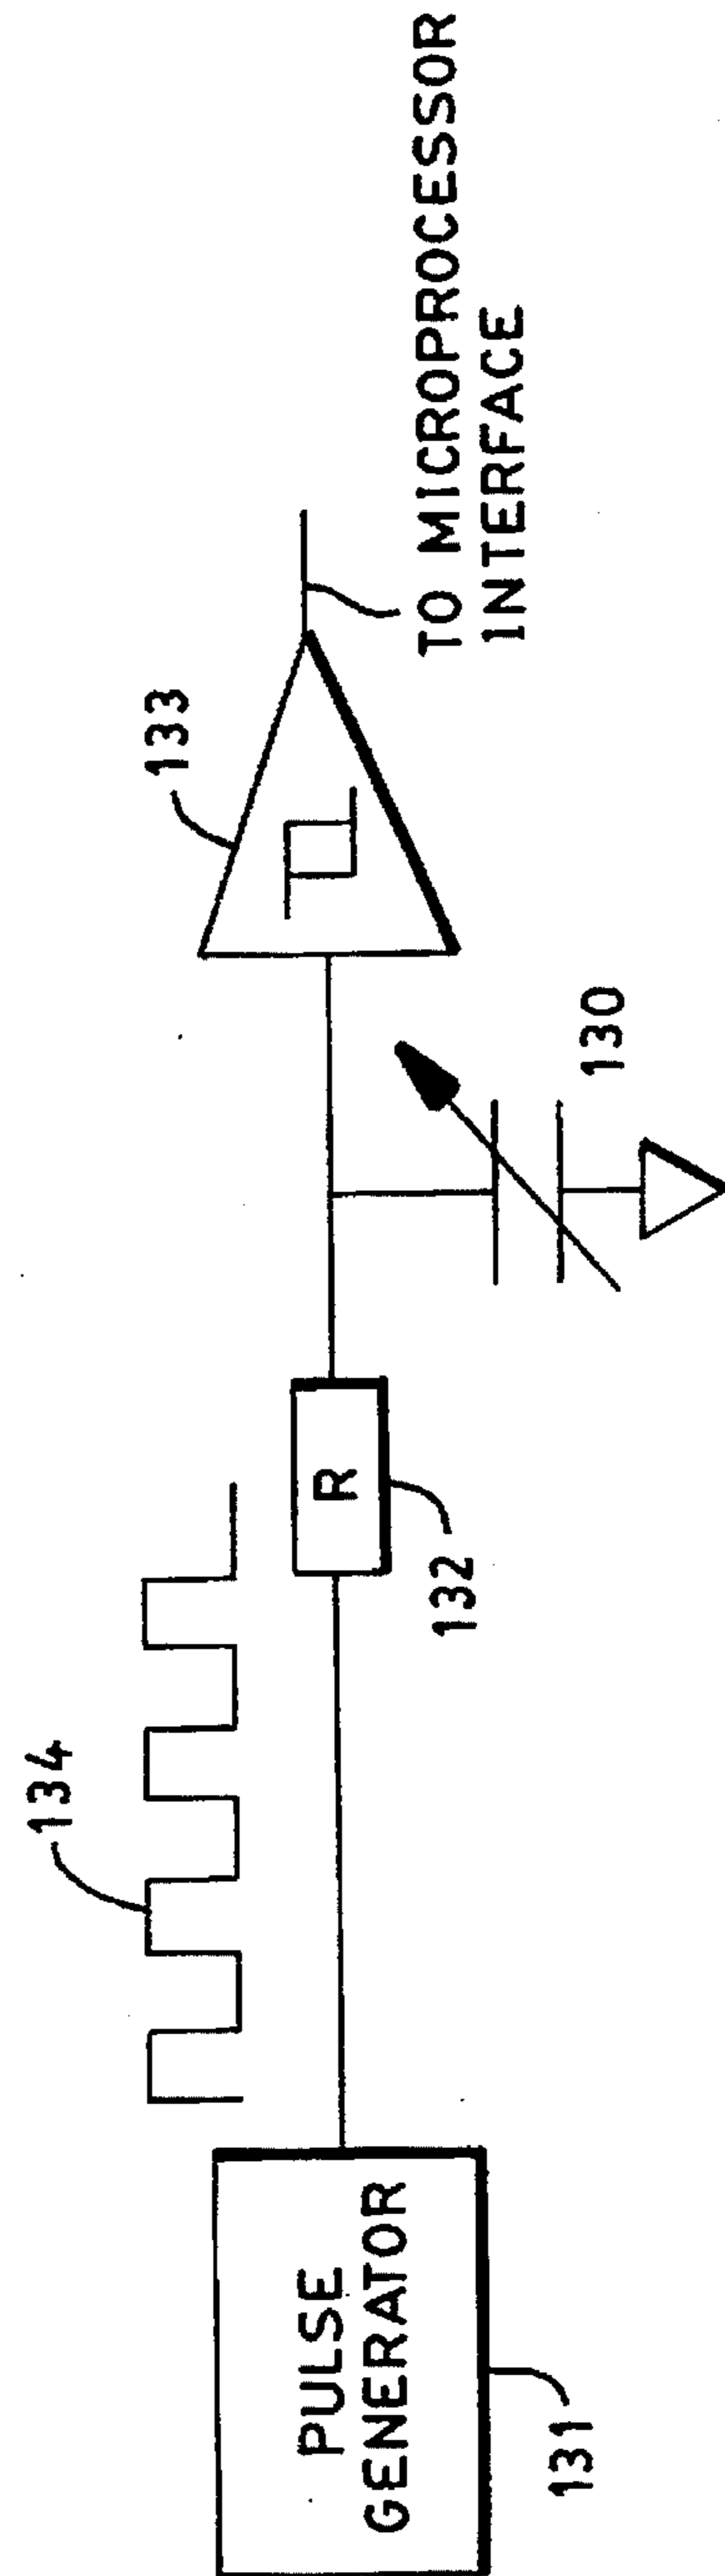 134
133
PULSE
GENERATOR
R
131
132
130
TO MICROPROCESSOR
INTERFACE